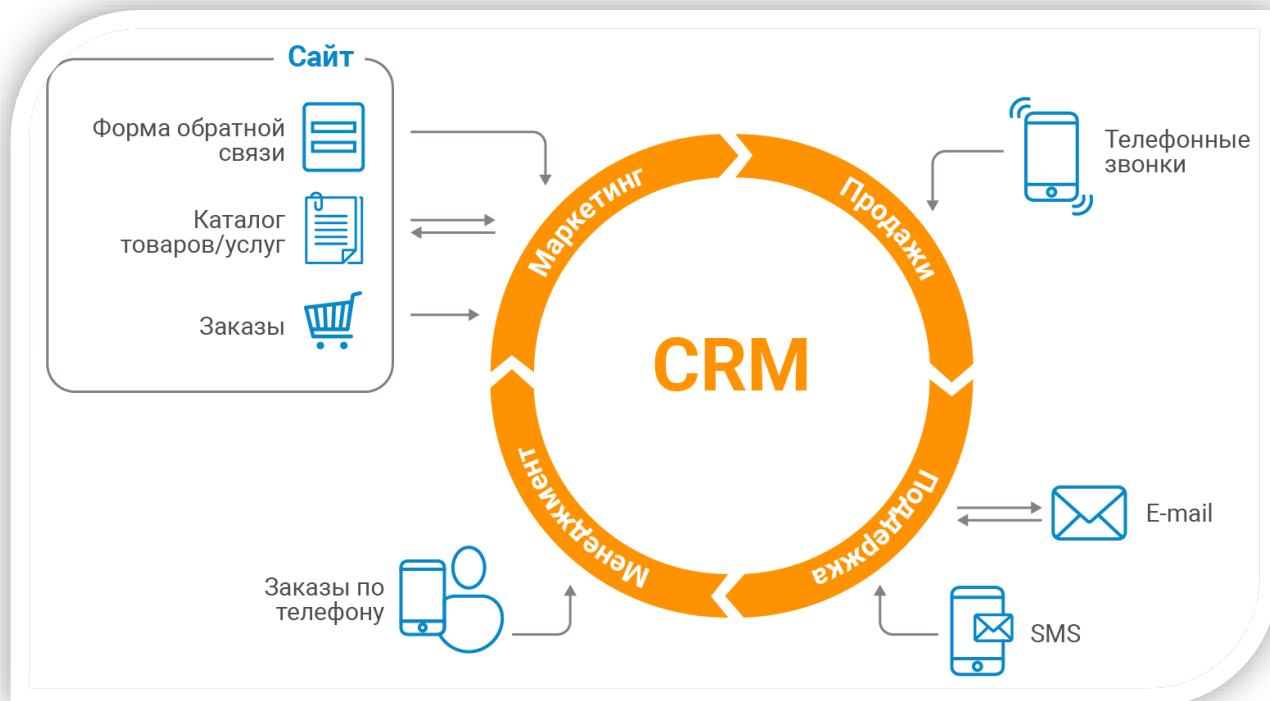 Сайт
Форма обратной
связи
Каталог
товаров/услуг
Заказы
Маркетинг
Продажи
Телефонные
звонки
CRM
Менеджмент
Поддержка
E-mail
Заказы по
телефону
SMS